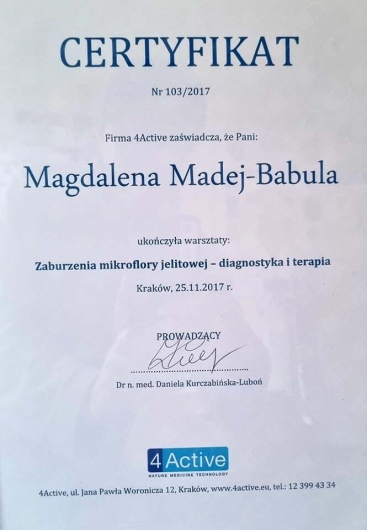 CERTYFIKAT
Nr 103/2017
Firma 4Active zaświadcza, że Pani:
Magdalena Madej-Babula
ukończyła warsztaty:
Zaburzenia mikroflory jelitowej – diagnostyka i terapia
Kraków, 25.11.2017 r.
PROWADZĄCY
Dr n. med. Daniela Kurczabińska-Luboń
4 Active
NATURE MEDICINE TECHNOLOGY
4Active, ul. Jana Pawła Woronicza 12, Kraków, www.4active.eu, tel.: 12 399 43 34